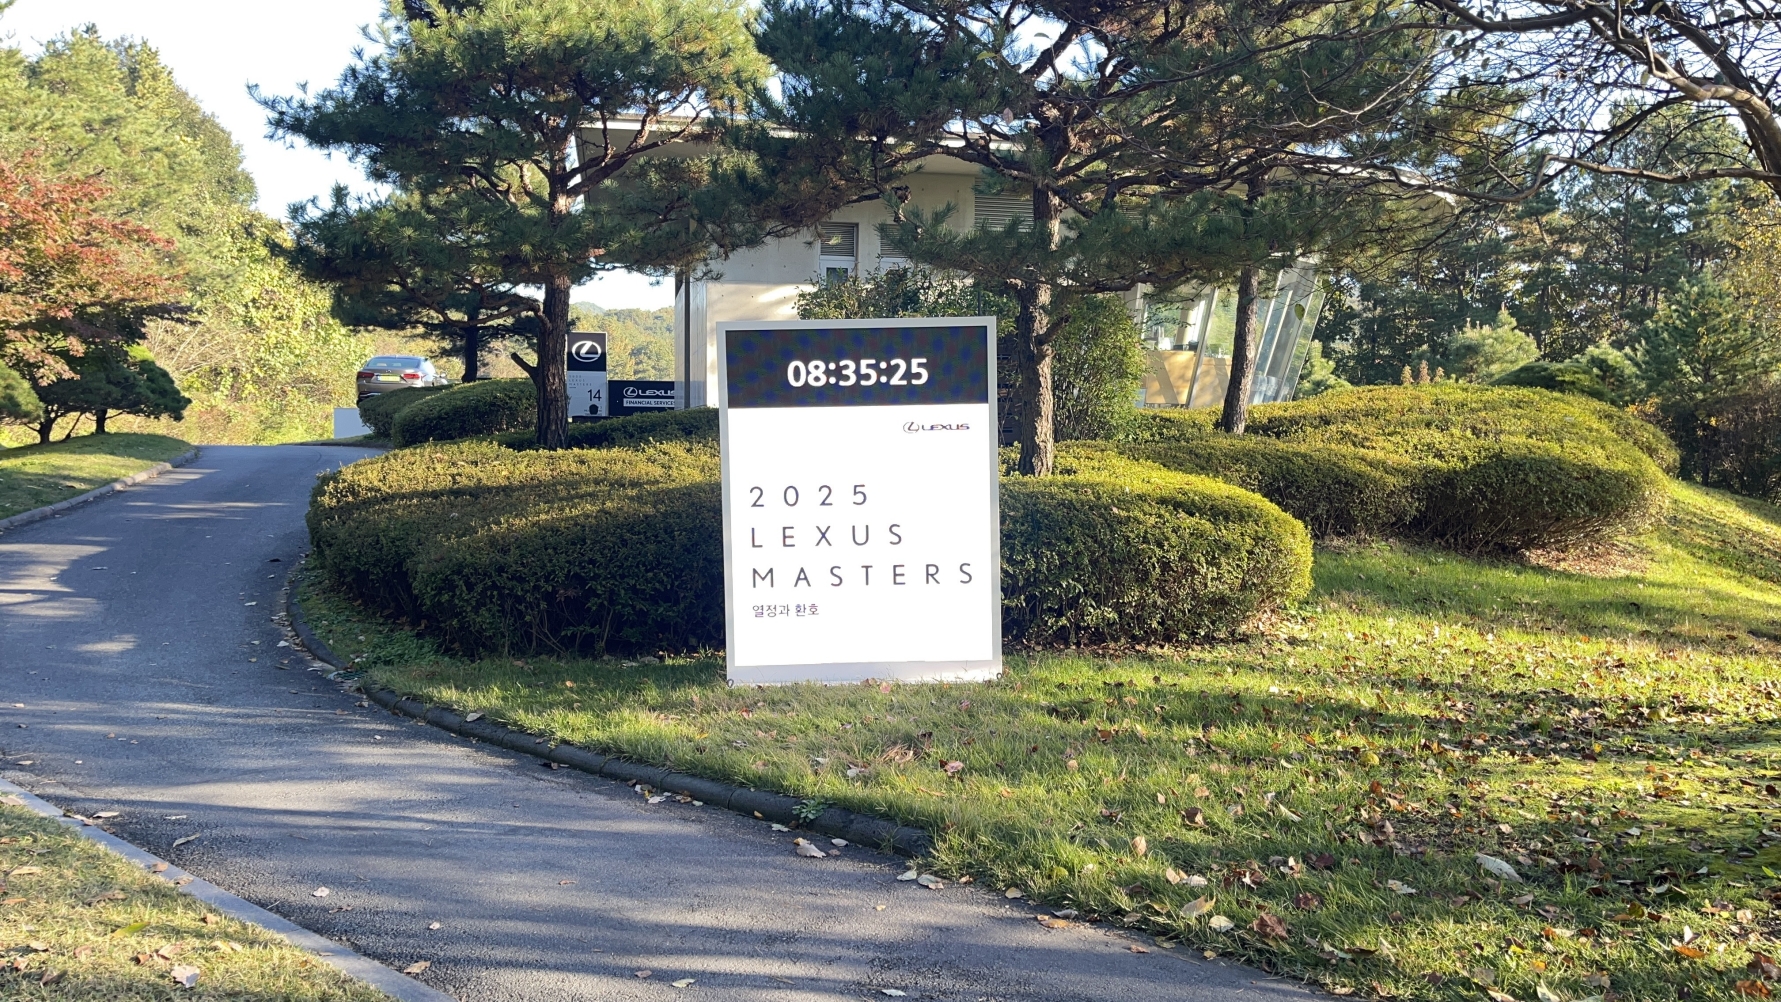 08:35:25
LEXUS
2025
LEXUS
MASTERS
열정과 환호
14
LEXUS
FINANCIAL SERVICES